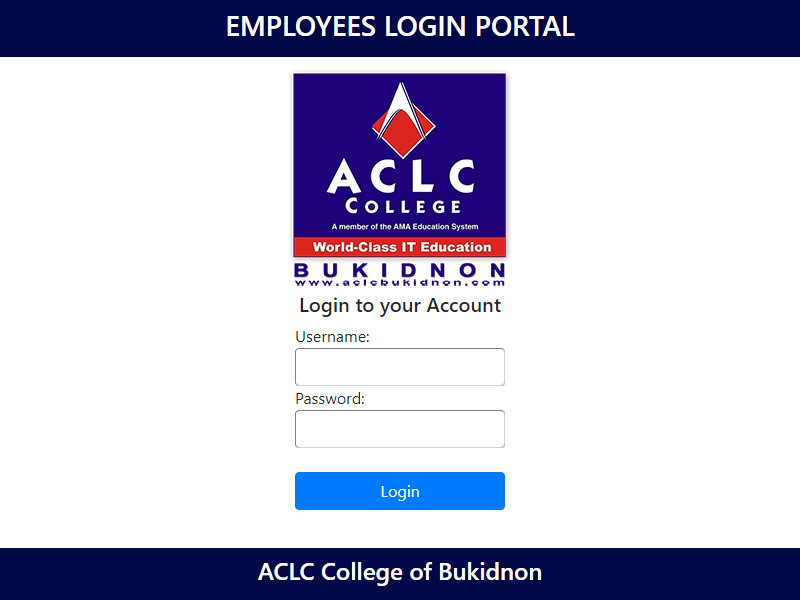 EMPLOYEES LOGIN PORTAL
ACLC
COLLEGE
A member of the AMA Education System
World-Class IT Education
BUKIDNON
www.aclcbukidnon.com
Login to your Account
Username:
Password:
Login
ACLC College of Bukidnon